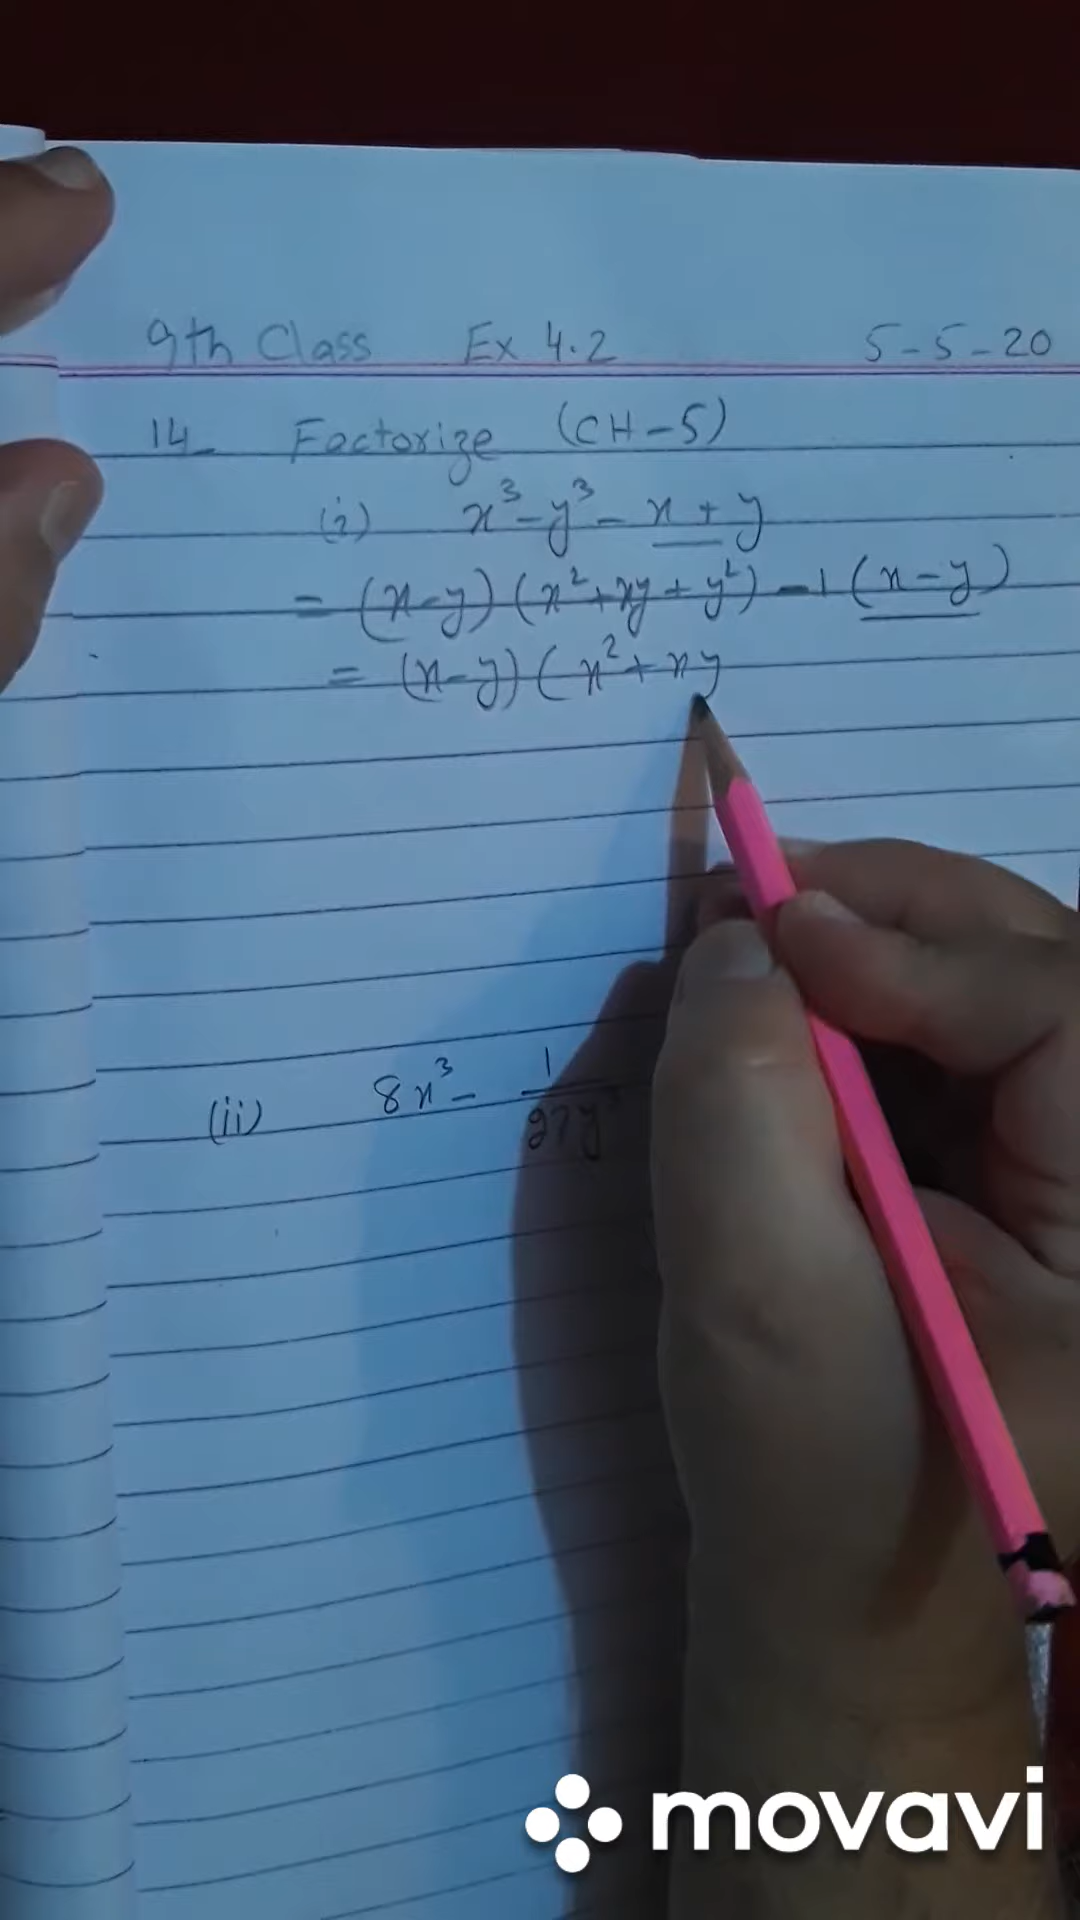 9th Class Ex 4.2 5-5-20
14_ Factorize (CH-5)
(i) x³-y³-x+y
= (x-y)(x²+xy+y²)-1(x-y)
= (x-y)(x²+xy
(ii) 8x³- 1/27y³
movavi